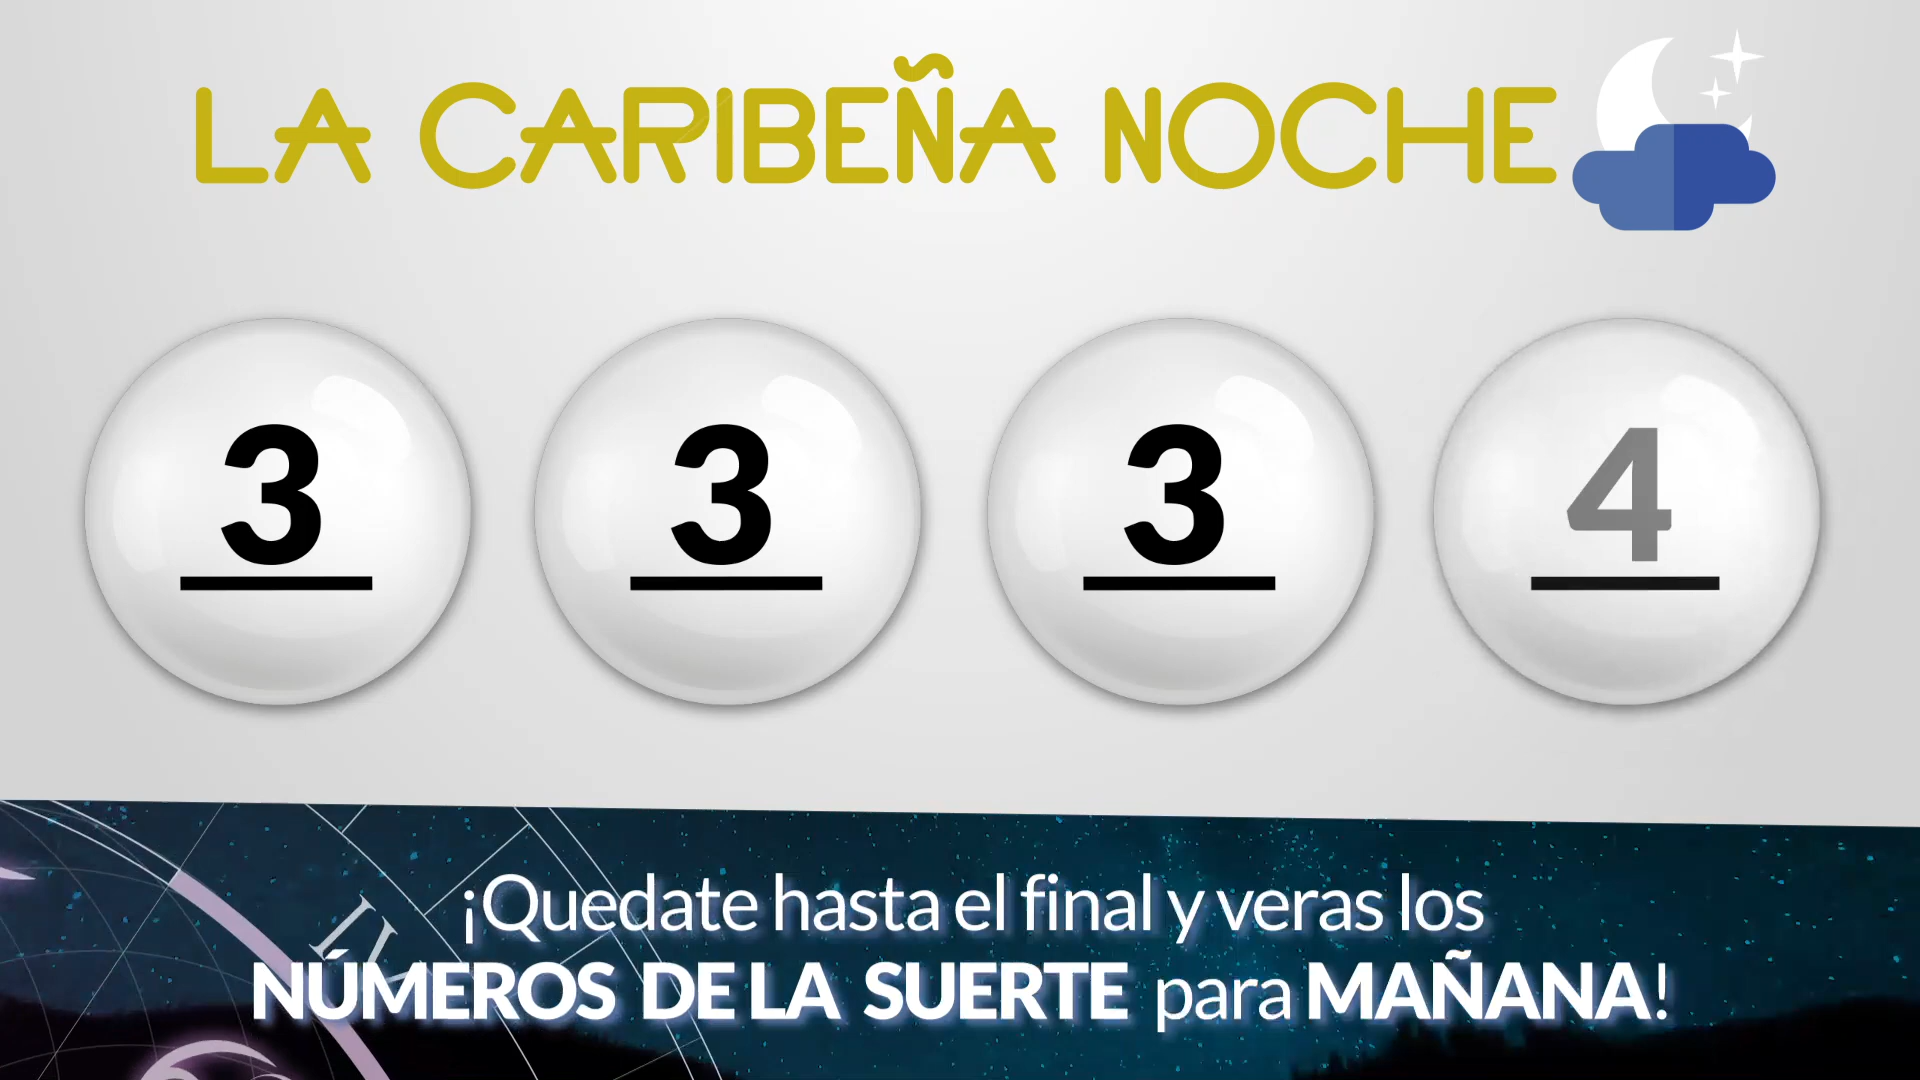 LA CARIBEÑA NOCHE
3 3 3 4
IV
¡Quedate hasta el final y veras los
NÚMEROS DE LA SUERTE para MAÑANA!